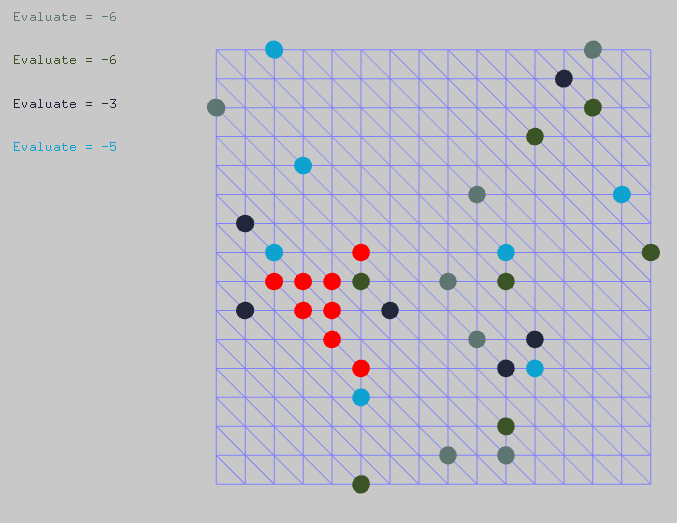 Evaluate = -6
Evaluate = -6
Evaluate = -3
Evaluate = -5